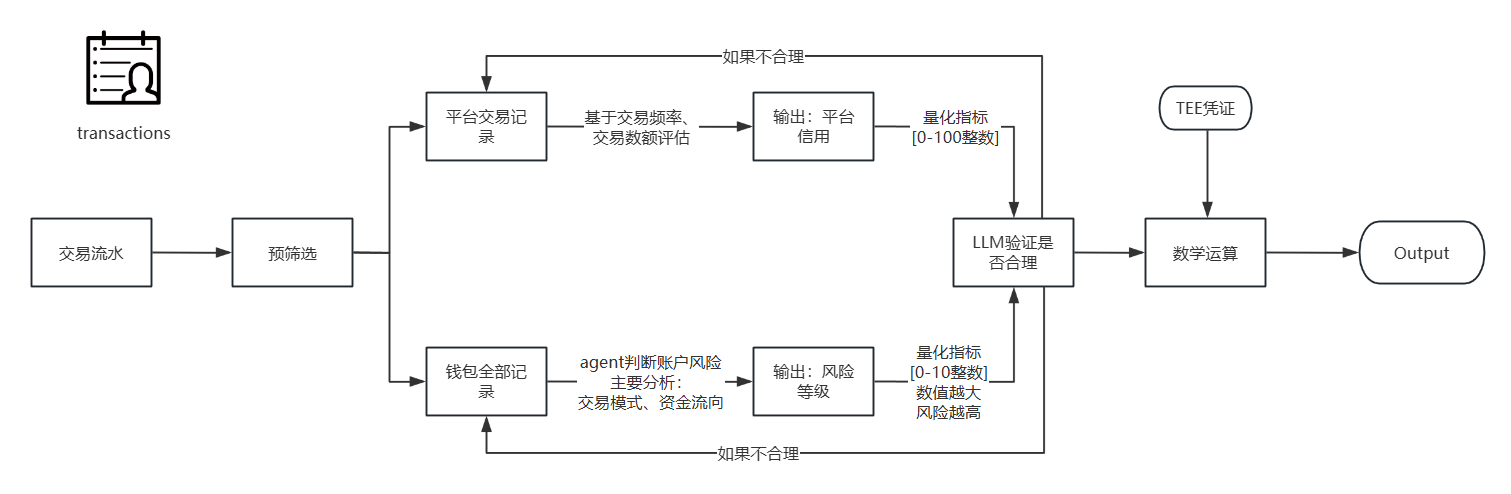 transactions
交易流水
预筛选
如果不合理
平台交易记
录
基于交易频率、
交易数额评估
输出：平台
信用
量化指标
[0-100整数]
钱包全部记
录
agent判断账户风险
主要分析：
交易模式、资金流向
输出：风险
等级
量化指标
[0-10整数]
数值越大
风险越高
如果不合理
LLM验证是
否合理
TEE凭证
数学运算
Output